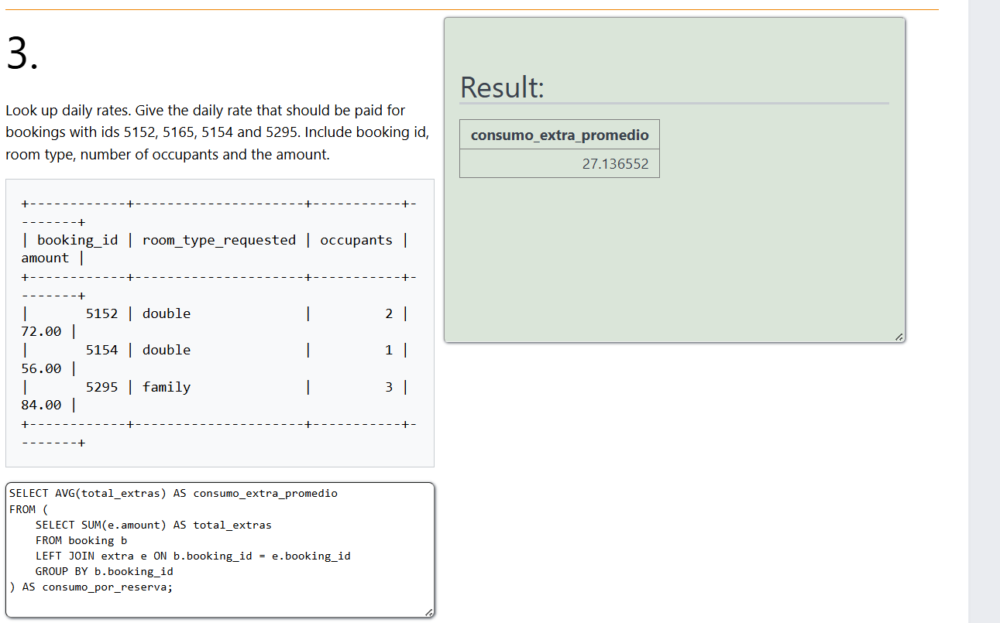 3.
Look up daily rates. Give the daily rate that should be paid for
bookings with ids 5152, 5165, 5154 and 5295. Include booking id,
room type, number of occupants and the amount.
+------------+---------------------+-----------+-
-------+
| booking_id | room_type_requested | occupants |
amount |
+------------+---------------------+-----------+-
-------+
|       5152 | double              |         2 |
72.00 |
|       5154 | double              |         1 |
56.00 |
|       5295 | family              |         3 |
84.00 |
+------------+---------------------+-----------+-
-------+
SELECT AVG(total_extras) AS consumo_extra_promedio
FROM (
    SELECT SUM(e.amount) AS total_extras
    FROM booking b
    LEFT JOIN extra e ON b.booking_id = e.booking_id
    GROUP BY b.booking_id
) AS consumo_por_reserva;
Result:
consumo_extra_promedio
27.136552